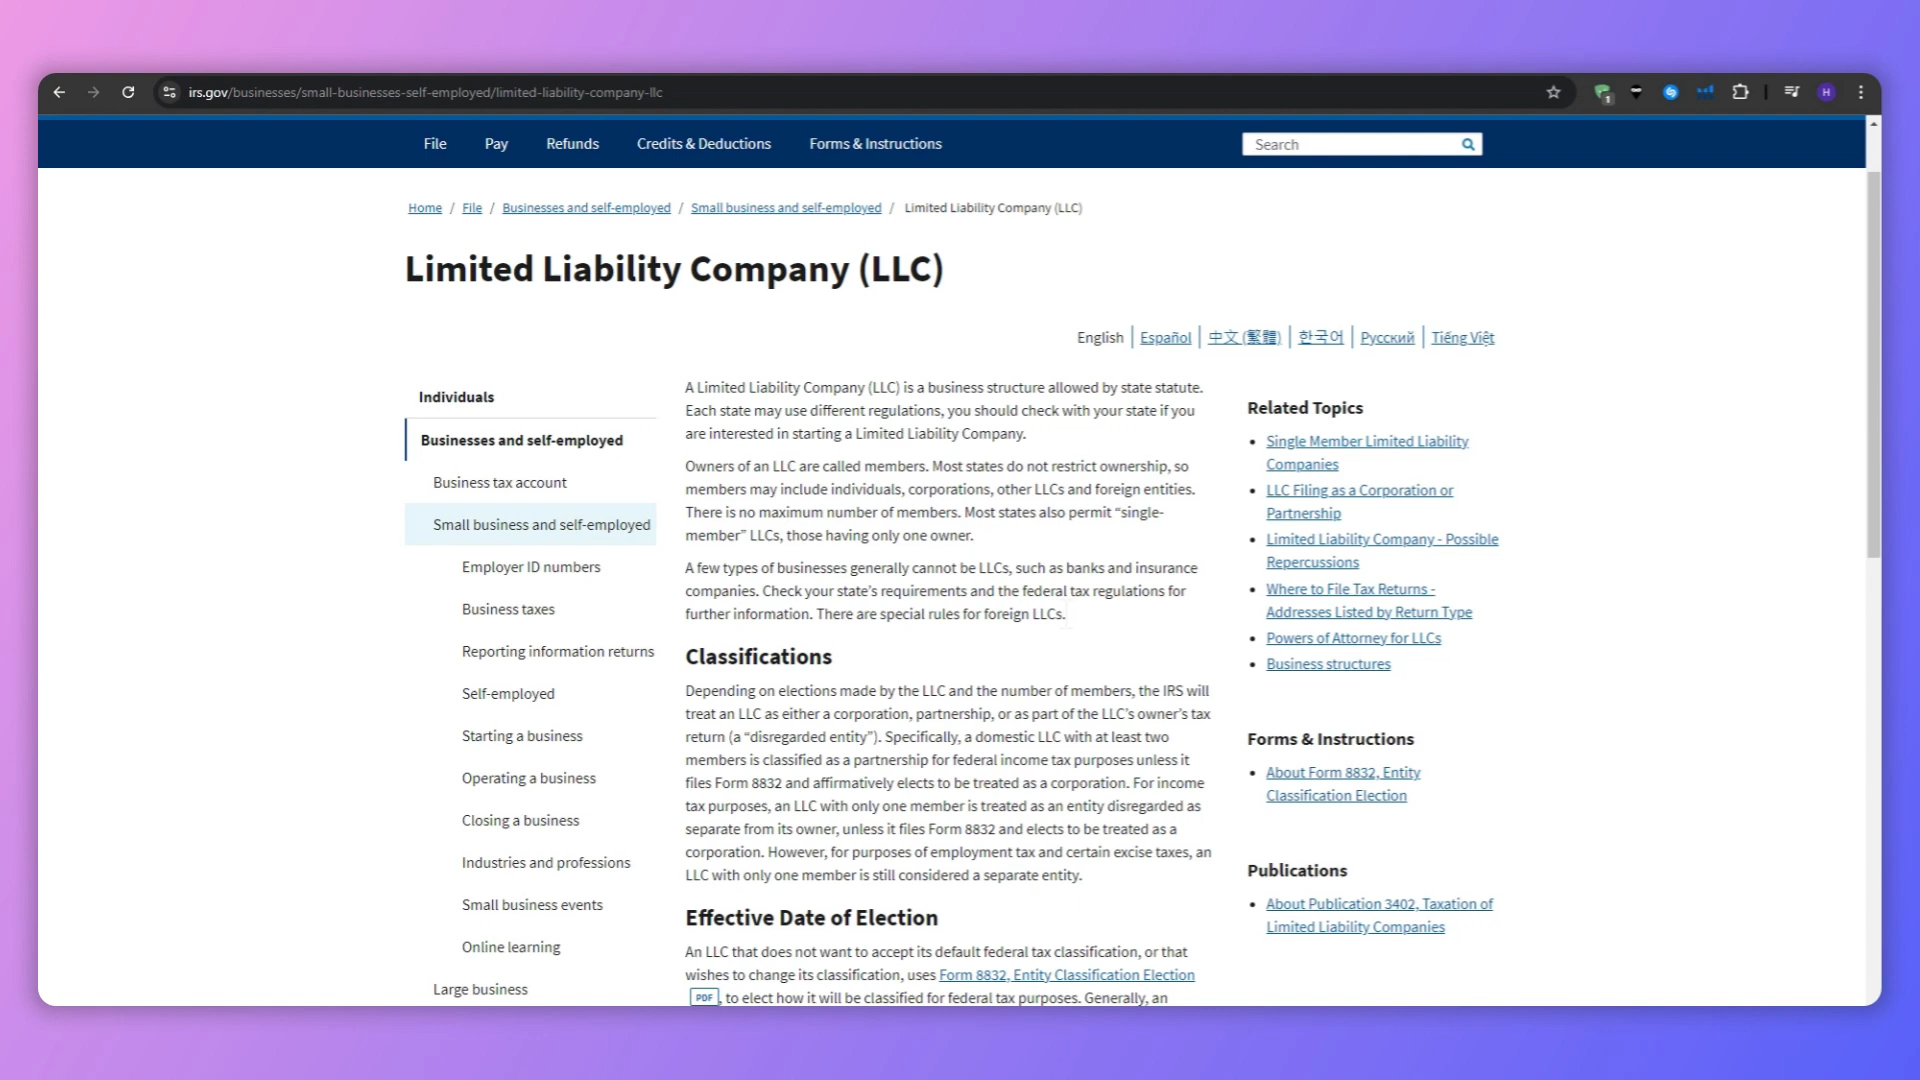 irs.gov/businesses/small-businesses-self-employed/limited-liability-company-llc
1
H
File Pay Refunds Credits & Deductions Forms & Instructions
Search
Home / File / Businesses and self-employed / Small business and self-employed / Limited Liability Company (LLC)
Limited Liability Company (LLC)
English Español 中文 (繁體) 한국어 Русский Tiếng Việt
Individuals
Businesses and self-employed
Business tax account
Small business and self-employed
Employer ID numbers
Business taxes
Reporting information returns
Self-employed
Starting a business
Operating a business
Closing a business
Industries and professions
Small business events
Online learning
Large business
A Limited Liability Company (LLC) is a business structure allowed by state statute.
Each state may use different regulations, you should check with your state if you
are interested in starting a Limited Liability Company.
Owners of an LLC are called members. Most states do not restrict ownership, so
members may include individuals, corporations, other LLCs and foreign entities.
There is no maximum number of members. Most states also permit “single-
member” LLCs, those having only one owner.
A few types of businesses generally cannot be LLCs, such as banks and insurance
companies. Check your state’s requirements and the federal tax regulations for
further information. There are special rules for foreign LLCs.
Classifications
Depending on elections made by the LLC and the number of members, the IRS will
treat an LLC as either a corporation, partnership, or as part of the LLC’s owner’s tax
return (a “disregarded entity”). Specifically, a domestic LLC with at least two
members is classified as a partnership for federal income tax purposes unless it
files Form 8832 and affirmatively elects to be treated as a corporation. For income
tax purposes, an LLC with only one member is treated as an entity disregarded as
separate from its owner, unless it files Form 8832 and elects to be treated as a
corporation. However, for purposes of employment tax and certain excise taxes, an
LLC with only one member is still considered a separate entity.
Effective Date of Election
An LLC that does not want to accept its default federal tax classification, or that
wishes to change its classification, uses Form 8832, Entity Classification Election
PDF, to elect how it will be classified for federal tax purposes. Generally, an
Related Topics
Single Member Limited Liability
Companies
LLC Filing as a Corporation or
Partnership
Limited Liability Company - Possible
Repercussions
Where to File Tax Returns -
Addresses Listed by Return Type
Powers of Attorney for LLCs
Business structures
Forms & Instructions
About Form 8832, Entity
Classification Election
Publications
About Publication 3402, Taxation of
Limited Liability Companies